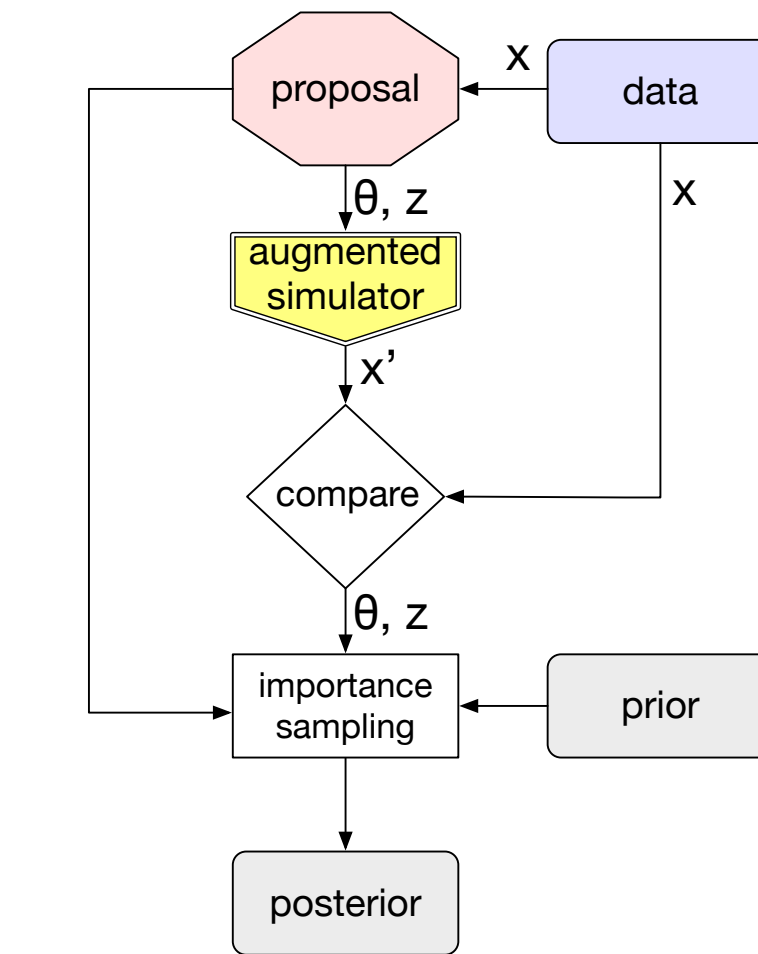 proposal
x
data
θ, z
x
augmented
simulator
x’
compare
θ, z
importance
sampling
prior
posterior